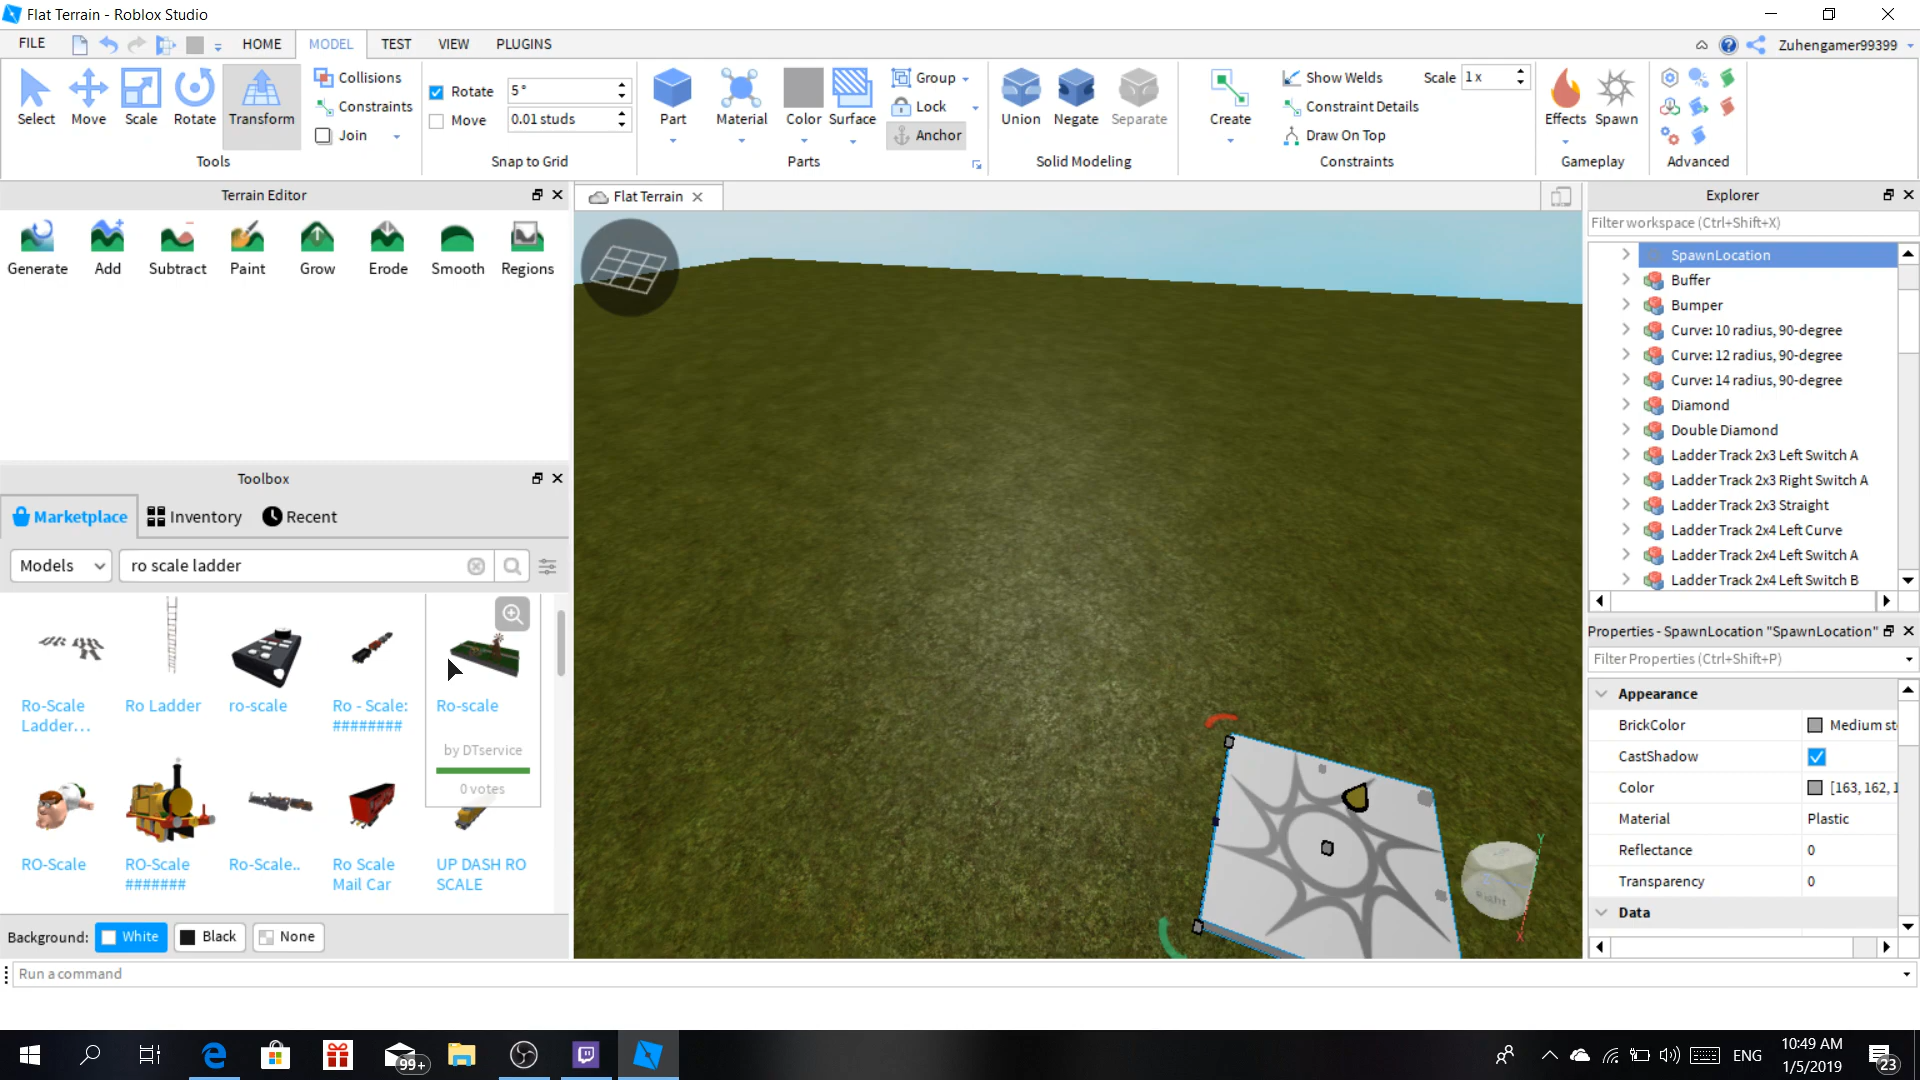 Flat Terrain - Roblox Studio
FILE HOME MODEL TEST VIEW PLUGINS Zuhengamer99399
Select Move Scale Rotate Transform
Collisions
Constraints
Join
Tools
Rotate 5°
Move 0.01 studs
Snap to Grid
Part Material Color Surface
Group
Lock
Anchor
Parts
Union Negate Separate
Solid Modeling
Create
Show Welds Scale 1 x
Constraint Details
Draw On Top
Constraints
Effects Spawn
Gameplay
Advanced
Terrain Editor
Generate Add Subtract Paint Grow Erode Smooth Regions
Toolbox
Marketplace Inventory Recent
Models ro scale ladder
Ro-Scale Ladder...
Ro Ladder
ro-scale
Ro - Scale: ########
Ro-scale
by DTservice
0 votes
RO-Scale
RO-Scale #######
Ro-Scale..
Ro Scale Mail Car
UP DASH RO SCALE
Background: White Black None
Run a command
Flat Terrain
Right
Y
X
Explorer
Filter workspace (Ctrl+Shift+X)
SpawnLocation
Buffer
Bumper
Curve: 10 radius, 90-degree
Curve: 12 radius, 90-degree
Curve: 14 radius, 90-degree
Diamond
Double Diamond
Ladder Track 2x3 Left Switch A
Ladder Track 2x3 Right Switch A
Ladder Track 2x3 Straight
Ladder Track 2x4 Left Curve
Ladder Track 2x4 Left Switch A
Ladder Track 2x4 Left Switch B
Properties - SpawnLocation "SpawnLocation"
Filter Properties (Ctrl+Shift+P)
Appearance
BrickColor Medium st
CastShadow
Color [163, 162, 1
Material Plastic
Reflectance 0
Transparency 0
Data
99+
ENG
10:49 AM
1/5/2019
23